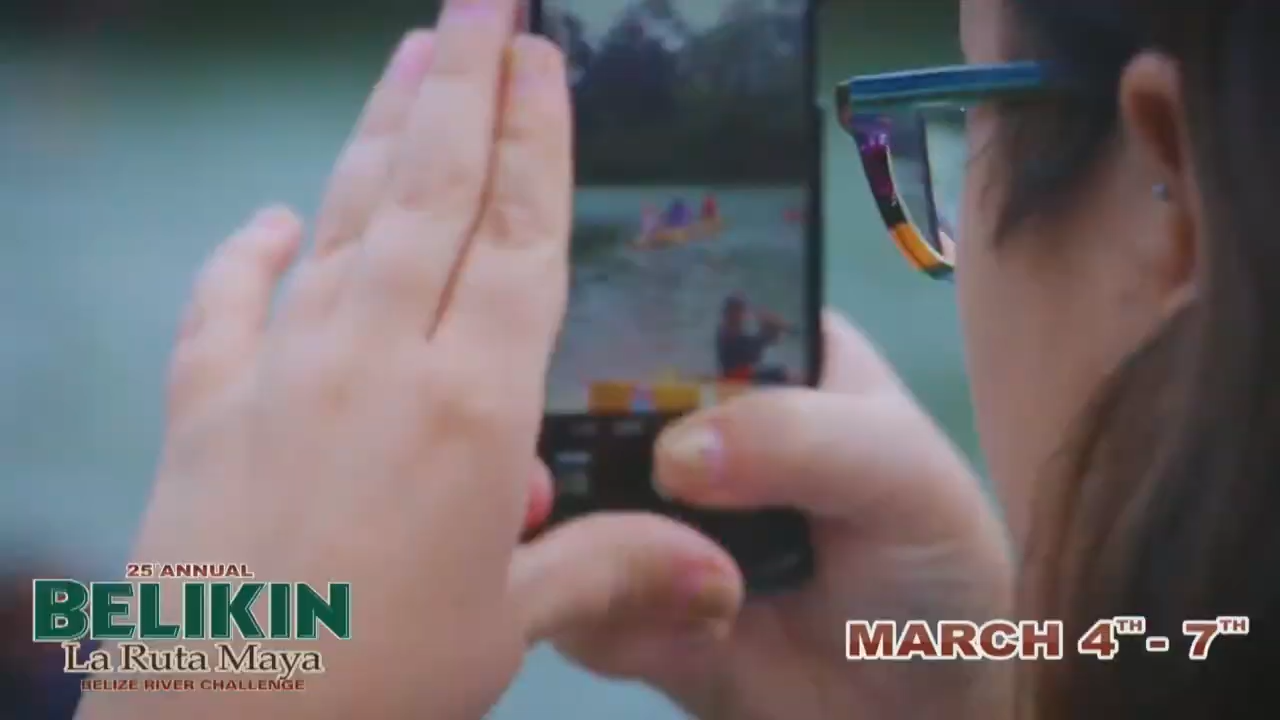 25 ANNUAL
BELIKIN
La Ruta Maya
BELIZE RIVER CHALLENGE
MARCH 4TH - 7TH